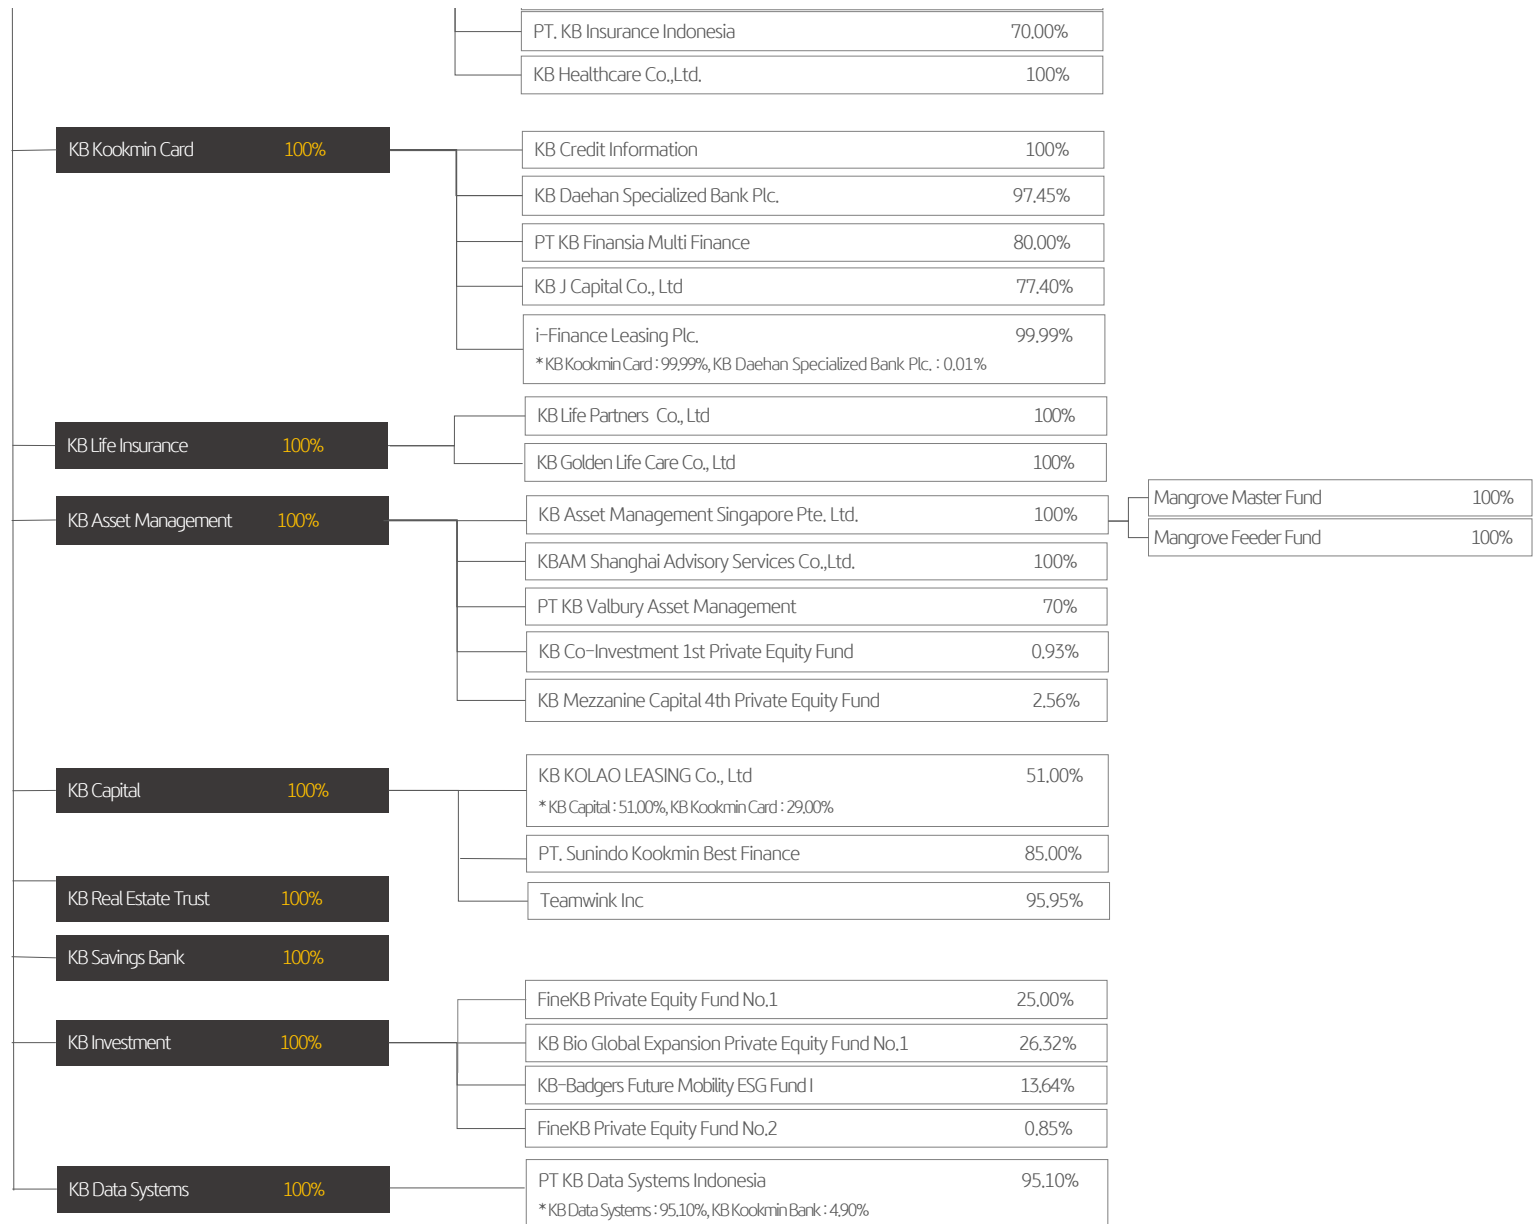 PT. KB Insurance Indonesia 70.00%
KB Healthcare Co.,Ltd. 100%
KB Kookmin Card 100%
KB Credit Information 100%
KB Daehan Specialized Bank Plc. 97.45%
PT KB Finansia Multi Finance 80.00%
KB J Capital Co., Ltd 77.40%
i-Finance Leasing Plc. 99.99%
* KB Kookmin Card : 99.99%, KB Daehan Specialized Bank Plc. : 0.01%
KB Life Insurance 100%
KB Life Partners Co., Ltd 100%
KB Golden Life Care Co., Ltd 100%
KB Asset Management 100%
KB Asset Management Singapore Pte. Ltd. 100%
Mangrove Master Fund 100%
Mangrove Feeder Fund 100%
KBAM Shanghai Advisory Services Co.,Ltd. 100%
PT KB Valbury Asset Management 70%
KB Co-Investment 1st Private Equity Fund 0.93%
KB Mezzanine Capital 4th Private Equity Fund 2.56%
KB Capital 100%
KB KOLAO LEASING Co., Ltd 51.00%
* KB Capital : 51.00%, KB Kookmin Card : 29.00%
PT. Sunindo Kookmin Best Finance 85.00%
Teamwink Inc 95.95%
KB Real Estate Trust 100%
KB Savings Bank 100%
KB Investment 100%
FineKB Private Equity Fund No.1 25.00%
KB Bio Global Expansion Private Equity Fund No.1 26.32%
KB-Badgers Future Mobility ESG Fund I 13.64%
FineKB Private Equity Fund No.2 0.85%
KB Data Systems 100%
PT KB Data Systems Indonesia 95.10%
* KB Data Systems : 95.10%, KB Kookmin Bank : 4.90%